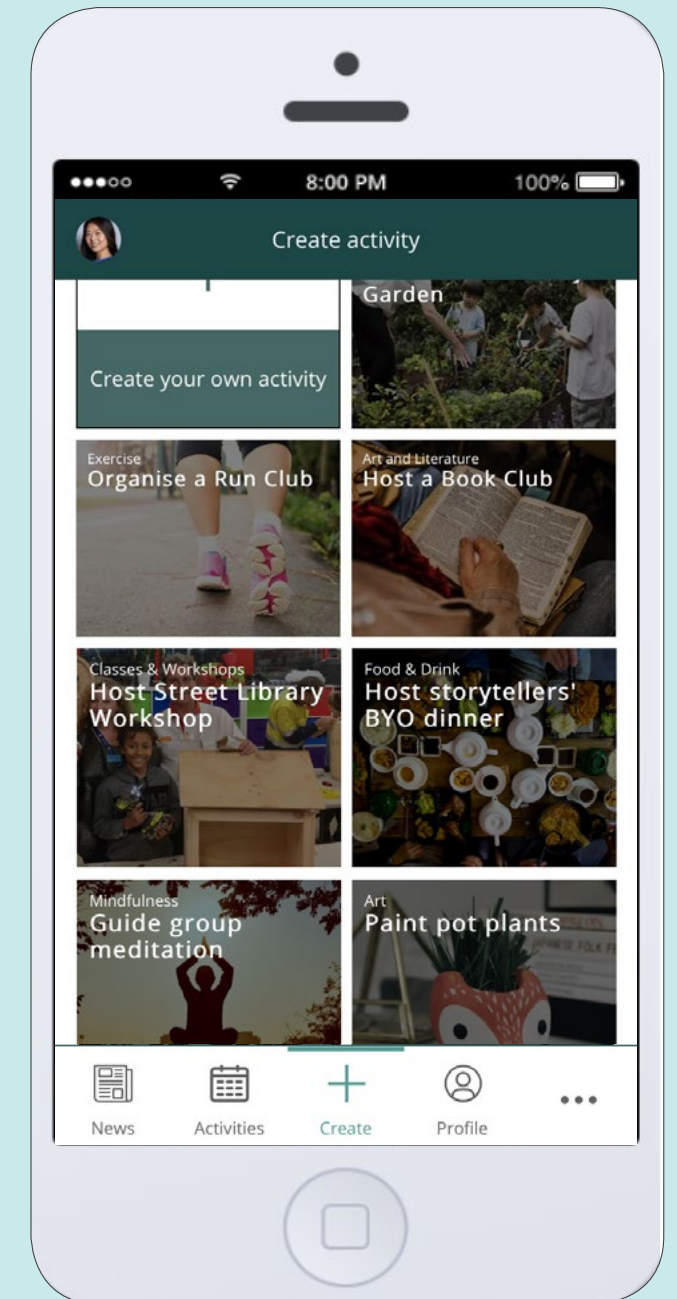 8:00 PM
100%
Create activity
Garden
Create your own activity
Exercise
Organise a Run Club
Art and Literature
Host a Book Club
Classes & Workshops
Host Street Library
Workshop
Food & Drink
Host storytellers'
BYO dinner
Mindfulness
Guide group
meditation
Art
Paint pot plants
News
Activities
Create
Profile